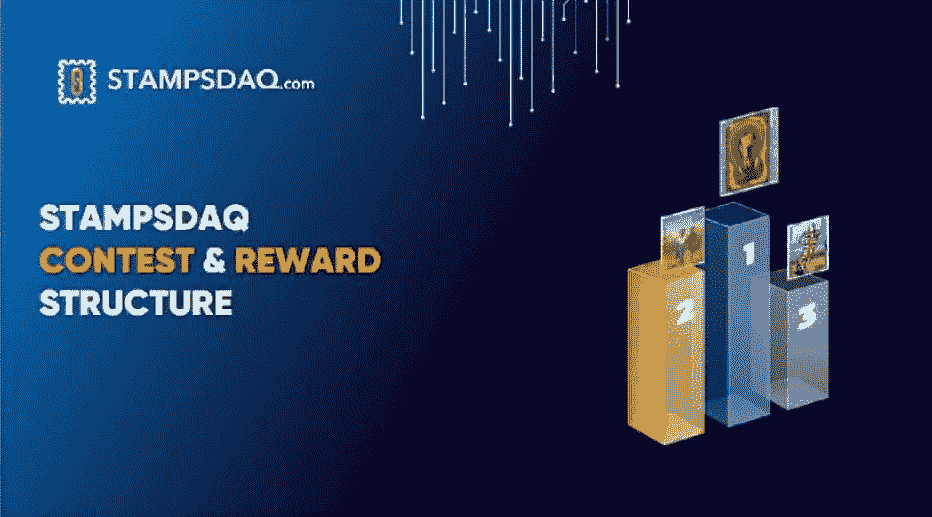 STAMPSDAQ.com
STAMPSDAQ
CONTEST & REWARD
STRUCTURE
1
2
3